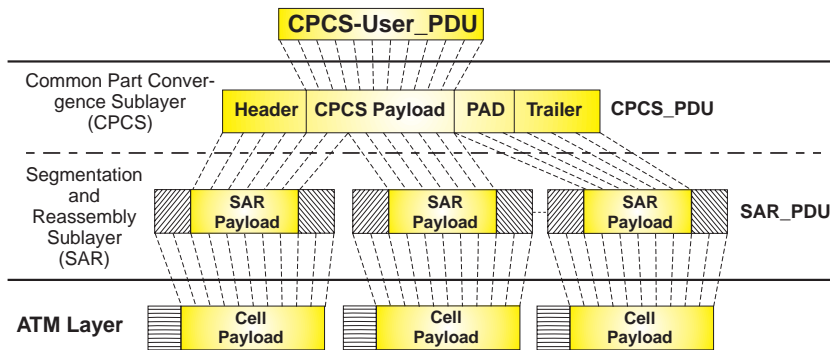 CPCS-User_PDU
Common Part Conver-
gence Sublayer
(CPCS)
Header
CPCS Payload
PAD
Trailer
CPCS_PDU
Segmentation
and
Reassembly
Sublayer
(SAR)
SAR
Payload
SAR
Payload
SAR
Payload
SAR_PDU
ATM Layer
Cell
Payload
Cell
Payload
Cell
Payload